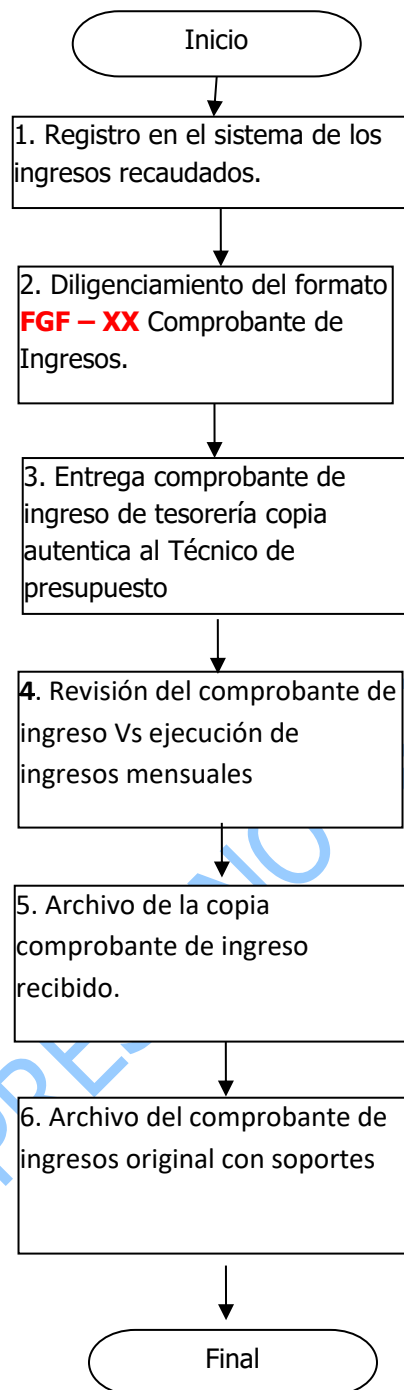 Inicio
1. Registro en el sistema de los
ingresos recaudados.
2. Diligenciamiento del formato
FGF – XX Comprobante de
Ingresos.
3. Entrega comprobante de
ingreso de tesorería copia
autentica al Técnico de
presupuesto
4. Revisión del comprobante de
ingreso Vs ejecución de
ingresos mensuales
5. Archivo de la copia
comprobante de ingreso
recibido.
6. Archivo del comprobante de
ingresos original con soportes
Final